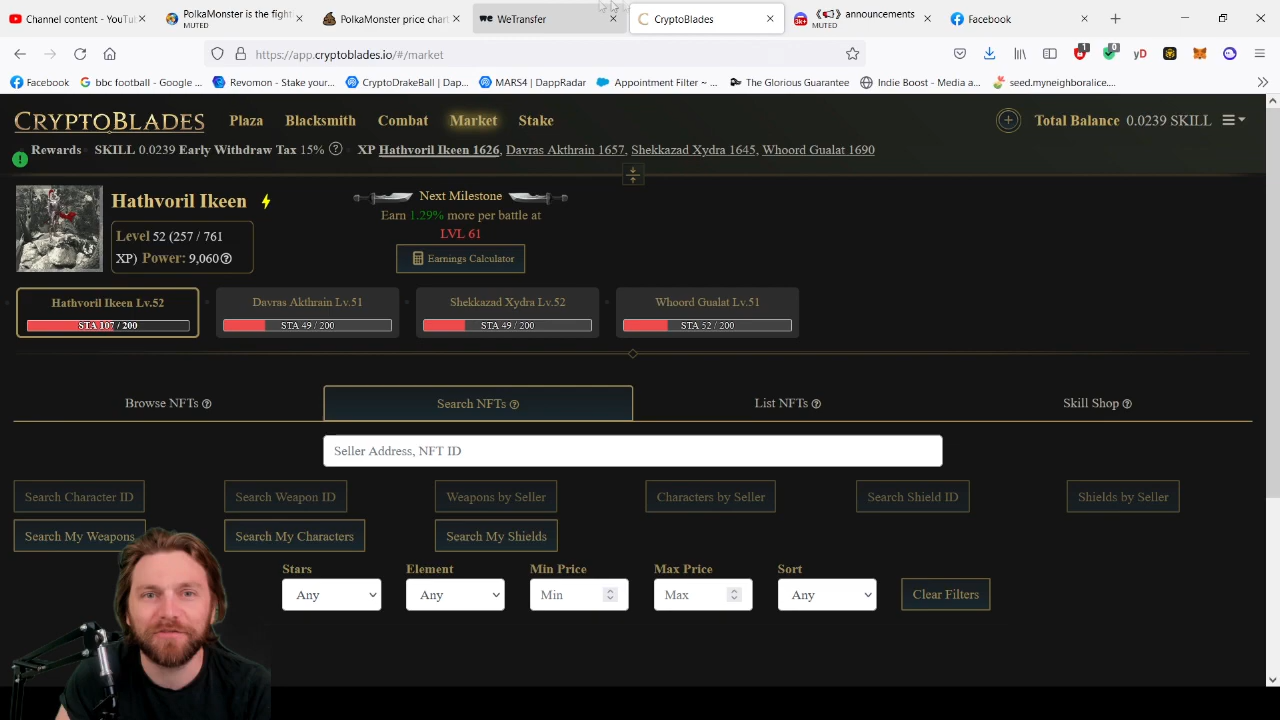 Channel content - YouTu
PolkaMonster is the fight
MUTED
PolkaMonster price chart
WeTransfer
CryptoBlades
announcements
MUTED
Facebook
https://app.cryptoblades.io/#/market
1
0
yD
Facebook
bbc football - Google ...
Revomon - Stake your...
CryptoDrakeBall | Dap...
MARS4 | DappRadar
Appointment Filter ~ ...
The Glorious Guarantee
Indie Boost - Media a...
seed.myneighboralice....
CRYPTOBLADES
Plaza
Blacksmith
Combat
Market
Stake
Total Balance 0.0239 SKILL
Rewards SKILL 0.0239 Early Withdraw Tax 15% XP Hathvoril Ikeen 1626, Davras Akthrain 1657, Shekkazad Xydra 1645, Whoord Gualat 1690
Hathvoril Ikeen
Level 52 (257 / 761
XP) Power: 9,060
Next Milestone
Earn 1.29% more per battle at
LVL 61
Earnings Calculator
Hathvoril Ikeen Lv.52
STA 107 / 200
Davras Akthrain Lv.51
STA 49 / 200
Shekkazad Xydra Lv.52
STA 49 / 200
Whoord Gualat Lv.51
STA 52 / 200
Browse NFTs
Search NFTs
List NFTs
Skill Shop
Seller Address, NFT ID
Search Character ID
Search Weapon ID
Weapons by Seller
Characters by Seller
Search Shield ID
Shields by Seller
Search My Weapons
Search My Characters
Search My Shields
Stars
Element
Min Price
Max Price
Sort
Any
Any
Min
Max
Any
Clear Filters